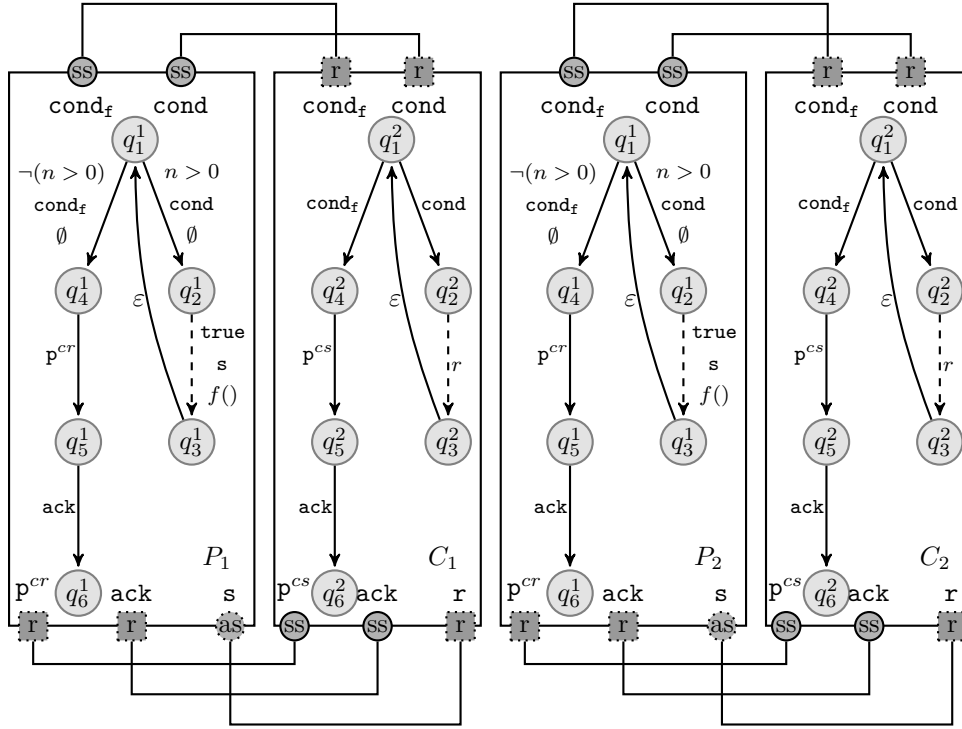 ss ss r r ss ss r r
cond_f cond cond_f cond cond_f cond cond_f cond
q_1^1 q_1^2 q_1^1 q_1^2
¬(n > 0) n > 0 ¬(n > 0) n > 0
cond_f cond cond_f cond cond_f cond cond_f cond
∅ ∅ ∅ ∅
q_4^1 ε q_2^1 q_4^2 ε q_2^2 q_4^1 ε q_2^1 q_4^2 ε q_2^2
true true
p^{cr} s p^{cs} r p^{cr} s p^{cs} r
f() f()
q_5^1 q_3^1 q_5^2 q_3^2 q_5^1 q_3^1 q_5^2 q_3^2
ack ack ack ack
P_1 C_1 P_2 C_2
p^{cr} q_6^1 ack s p^{cs} q_6^2 ack r p^{cr} q_6^1 ack s p^{cs} q_6^2 ack r
r r as ss ss r r r as ss ss r